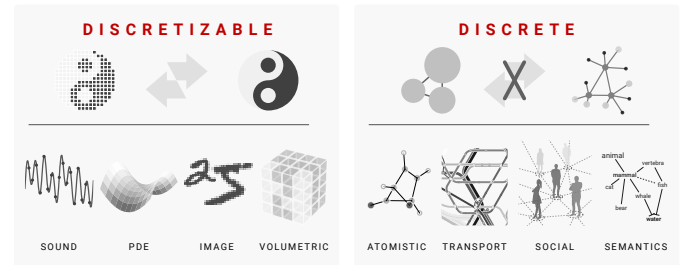 DISCRETIZABLE
SOUND
PDE
IMAGE
VOLUMETRIC
DISCRETE
animal
vertebra
mammal
cat
fish
whale
bear
water
ATOMISTIC
TRANSPORT
SOCIAL
SEMANTICS